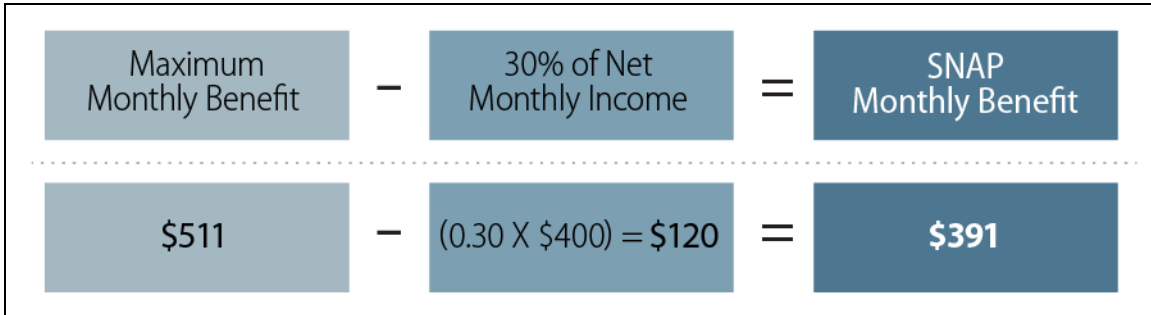 Maximum
Monthly Benefit
-
30% of Net
Monthly Income
=
SNAP
Monthly Benefit
$511
-
(0.30 X $400) = $120
=
$391